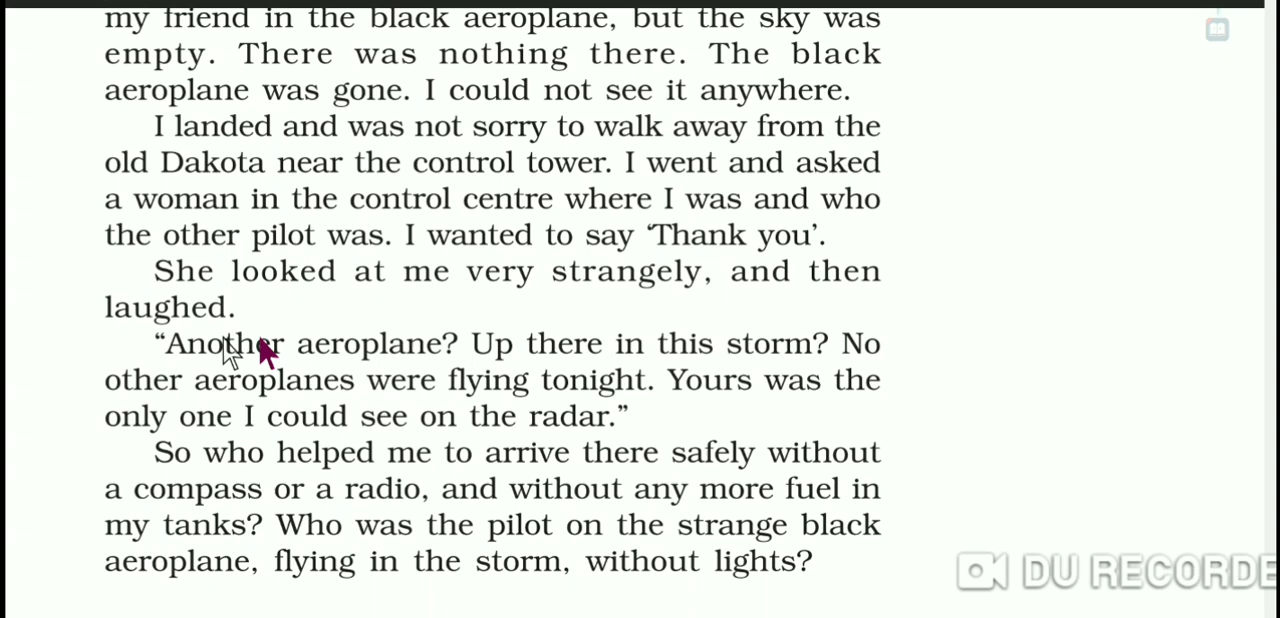 my friend in the black aeroplane, but the sky was
empty. There was nothing there. The black
aeroplane was gone. I could not see it anywhere.
I landed and was not sorry to walk away from the
old Dakota near the control tower. I went and asked
a woman in the control centre where I was and who
the other pilot was. I wanted to say ‘Thank you’.
She looked at me very strangely, and then
laughed.
“Another aeroplane? Up there in this storm? No
other aeroplanes were flying tonight. Yours was the
only one I could see on the radar.”
So who helped me to arrive there safely without
a compass or a radio, and without any more fuel in
my tanks? Who was the pilot on the strange black
aeroplane, flying in the storm, without lights?
DU RECORDE